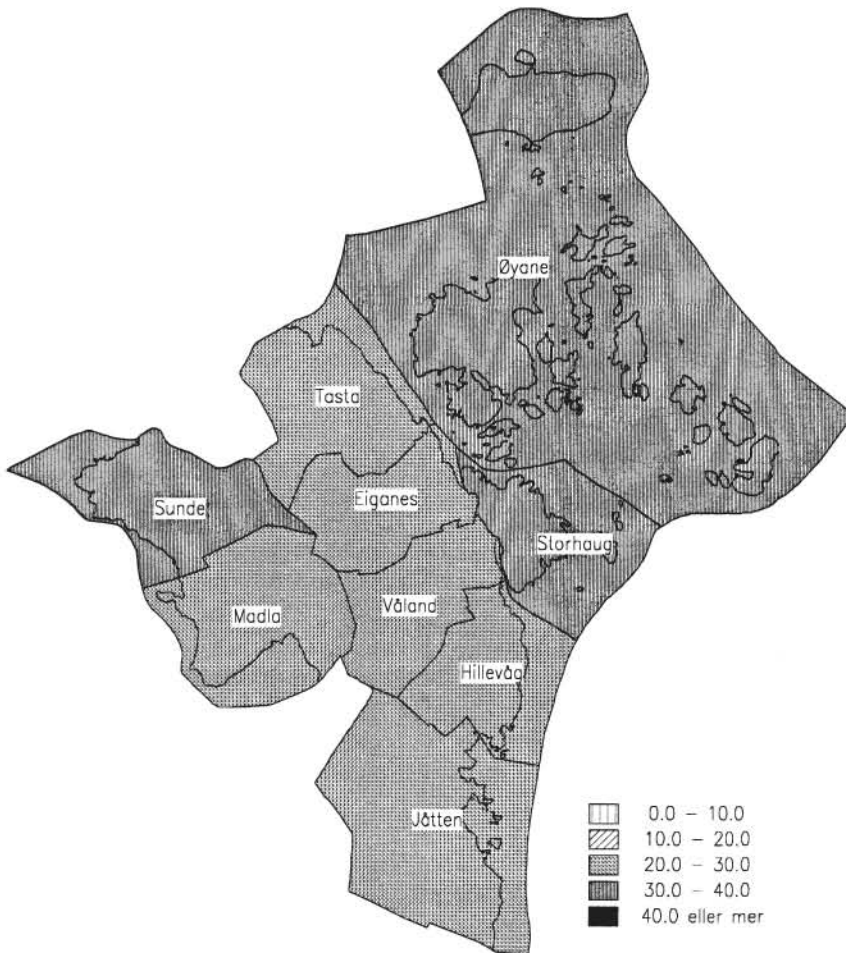 Øyane
Tasta
Eiganes
Sunde
Storhaug
Madla
Våland
Hillevåg
Jåtten
0.0 – 10.0
10.0 – 20.0
20.0 – 30.0
30.0 – 40.0
40.0 eller mer